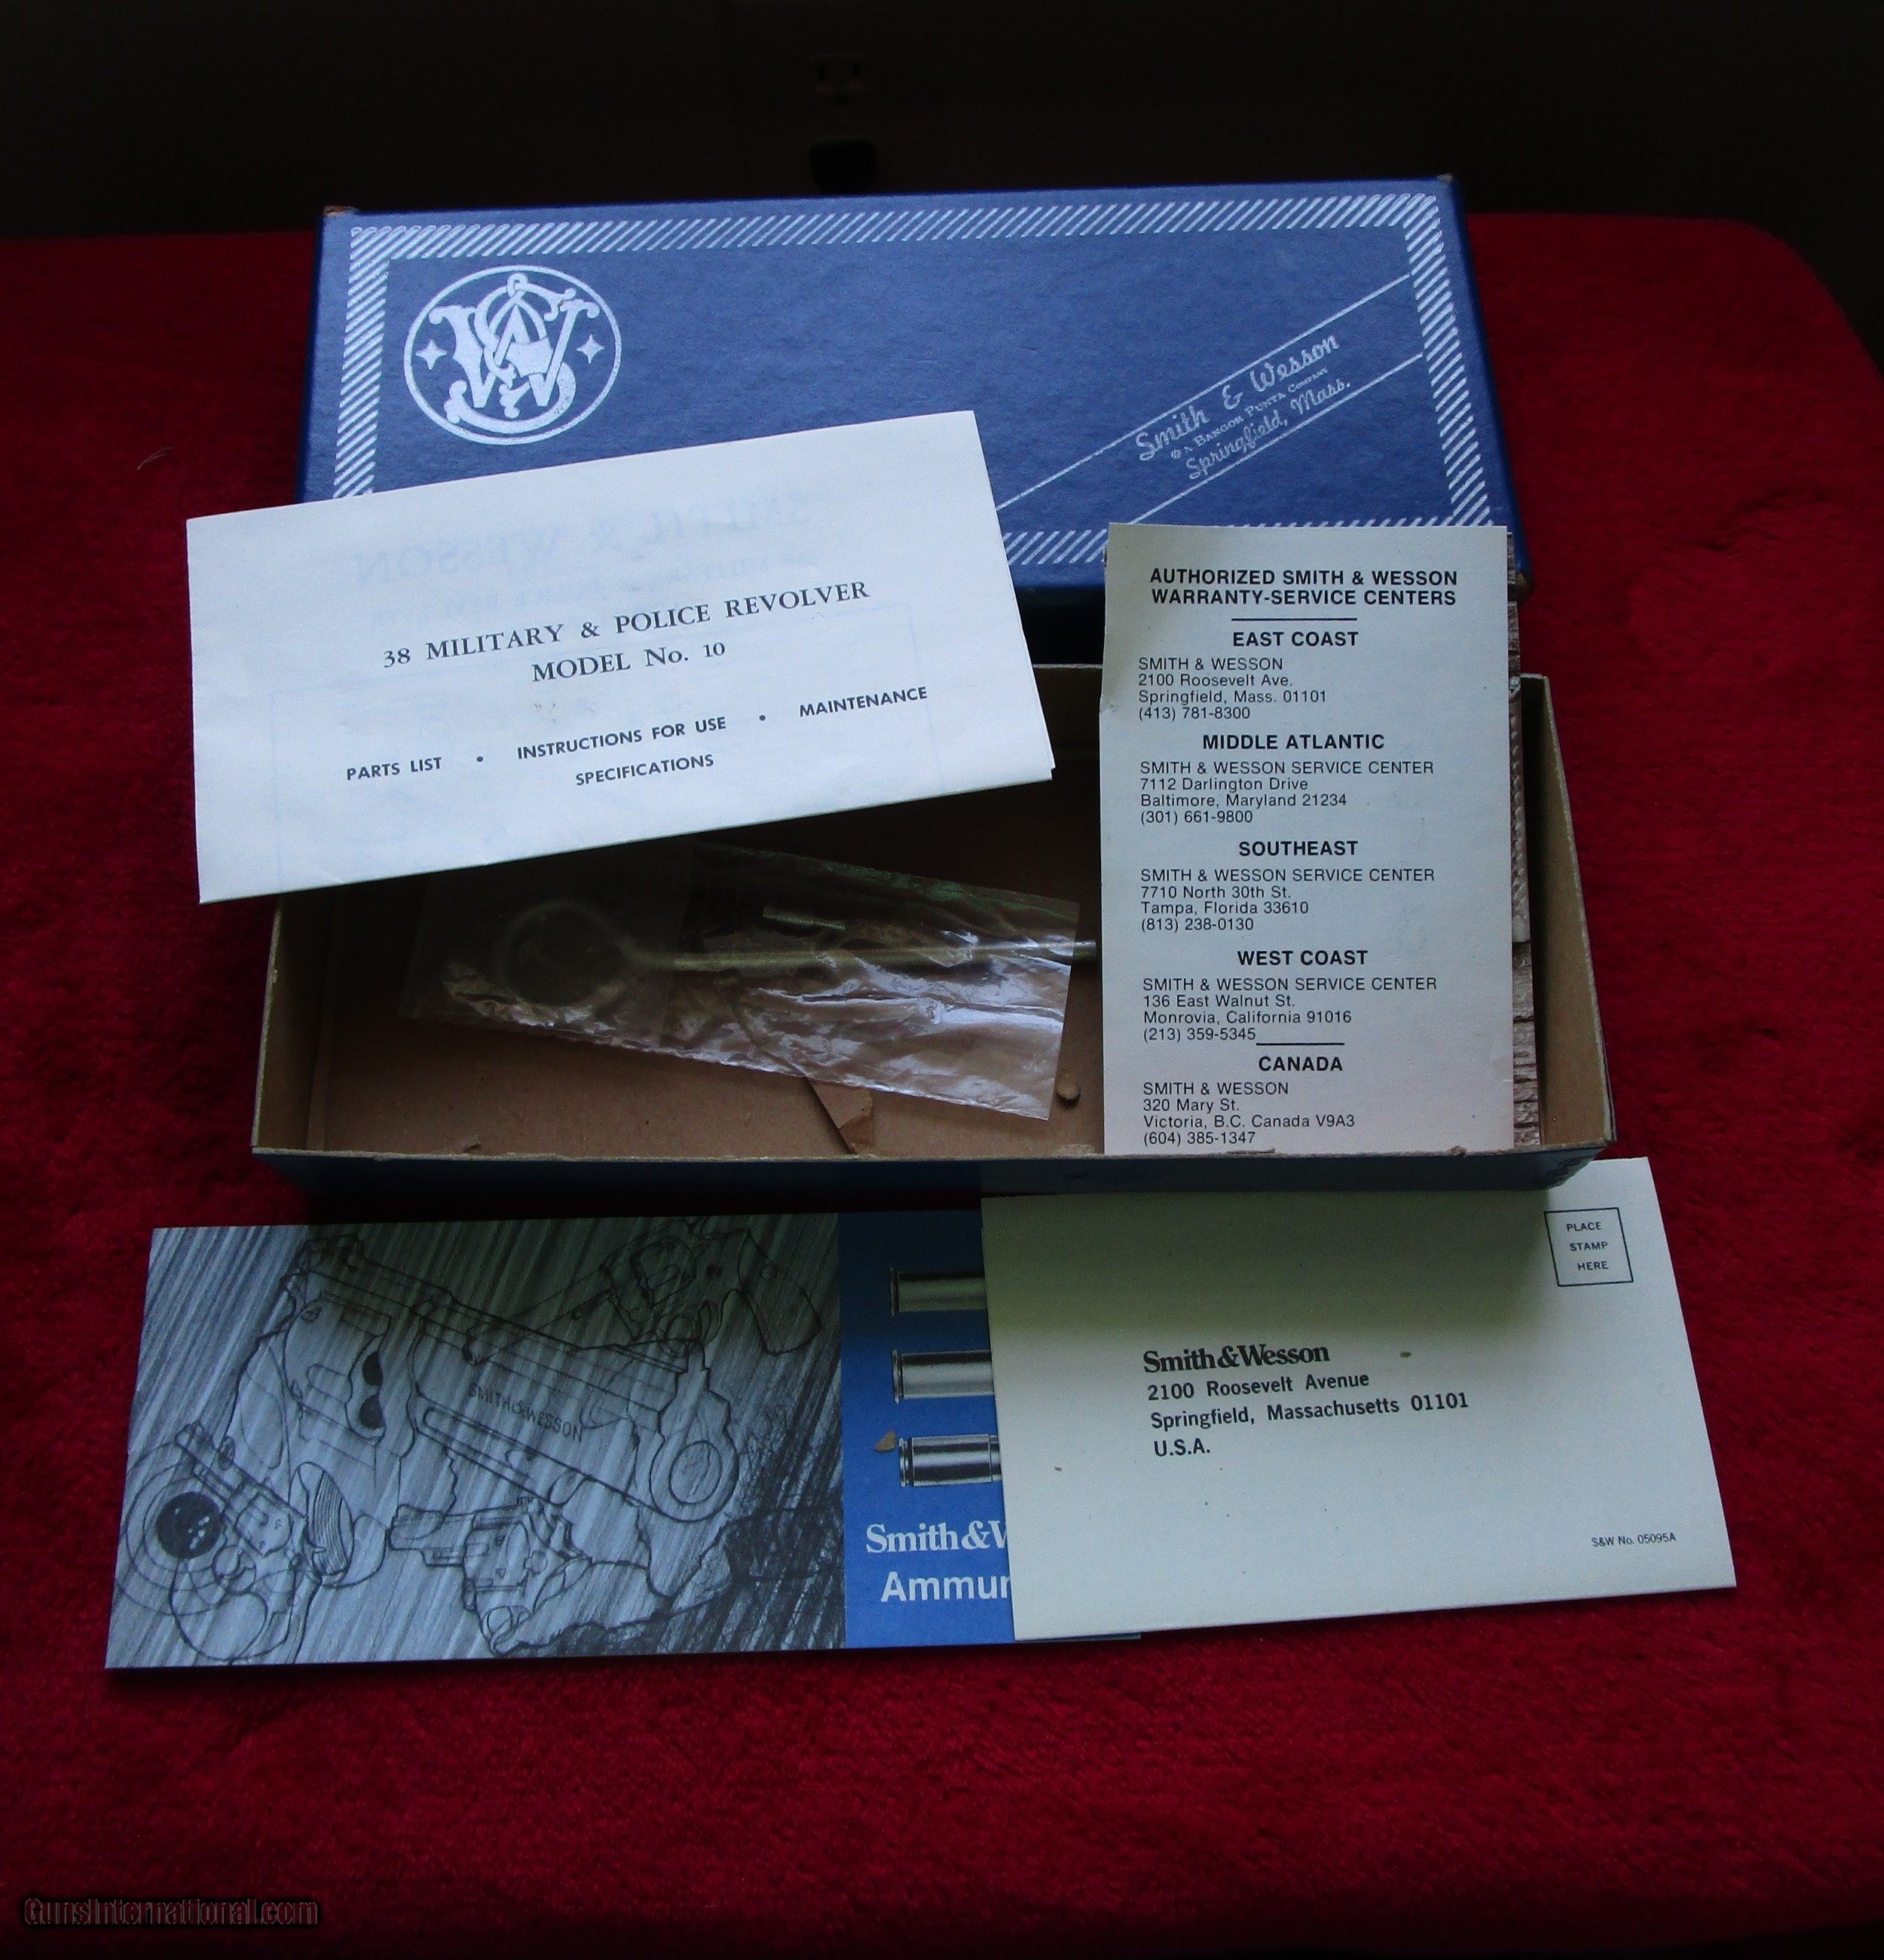 Smith & Wesson
A BANGOR PUNTA COMPANY
Springfield, Mass.
38 MILITARY & POLICE REVOLVER
MODEL No. 10
PARTS LIST • INSTRUCTIONS FOR USE • MAINTENANCE
SPECIFICATIONS
AUTHORIZED SMITH & WESSON
WARRANTY-SERVICE CENTERS
EAST COAST
SMITH & WESSON
2100 Roosevelt Ave.
Springfield, Mass. 01101
(413) 781-8300
MIDDLE ATLANTIC
SMITH & WESSON SERVICE CENTER
7112 Darlington Drive
Baltimore, Maryland 21234
(301) 661-9800
SOUTHEAST
SMITH & WESSON SERVICE CENTER
7710 North 30th St.
Tampa, Florida 33610
(813) 238-0130
WEST COAST
SMITH & WESSON SERVICE CENTER
136 East Walnut St.
Monrovia, California 91016
(213) 359-5345
CANADA
SMITH & WESSON
320 Mary St.
Victoria, B.C. Canada V9A3
(604) 385-1347
SMITH & WESSON
Smith & W
Ammun
PLACE
STAMP
HERE
Smith & Wesson
2100 Roosevelt Avenue
Springfield, Massachusetts 01101
U.S.A.
S&W No. 05095A
GunsInternational.com